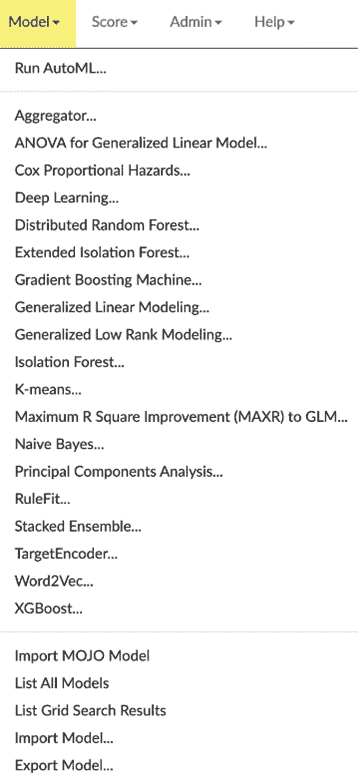 Model Score Admin Help
Run AutoML...
Aggregator...
ANOVA for Generalized Linear Model...
Cox Proportional Hazards...
Deep Learning...
Distributed Random Forest...
Extended Isolation Forest...
Gradient Boosting Machine...
Generalized Linear Modeling...
Generalized Low Rank Modeling...
Isolation Forest...
K-means...
Maximum R Square Improvement (MAXR) to GLM...
Naive Bayes...
Principal Components Analysis...
RuleFit...
Stacked Ensemble...
TargetEncoder...
Word2Vec...
XGBoost...
Import MOJO Model
List All Models
List Grid Search Results
Import Model...
Export Model...